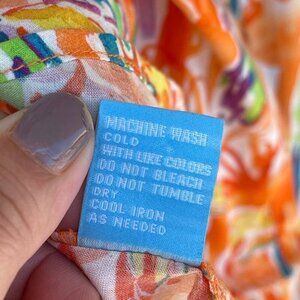 MACHINE WASH
COLD
WITH LIKE COLORS
DO NOT BLEACH
DO NOT TUMBLE
DRY
COOL IRON
AS NEEDED